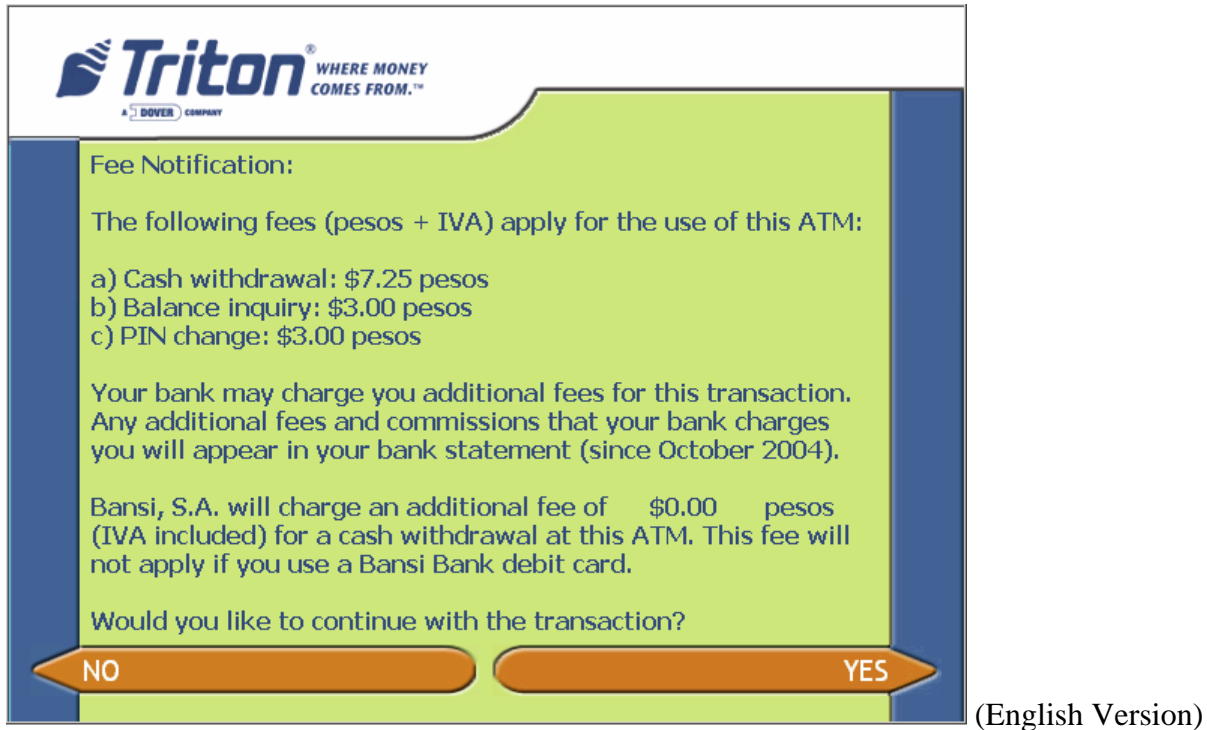 Triton® WHERE MONEY
COMES FROM.™
A DOVER COMPANY
Fee Notification:
The following fees (pesos + IVA) apply for the use of this ATM:
a) Cash withdrawal: $7.25 pesos
b) Balance inquiry: $3.00 pesos
c) PIN change: $3.00 pesos
Your bank may charge you additional fees for this transaction.
Any additional fees and commissions that your bank charges
you will appear in your bank statement (since October 2004).
Bansi, S.A. will charge an additional fee of $0.00 pesos
(IVA included) for a cash withdrawal at this ATM. This fee will
not apply if you use a Bansi Bank debit card.
Would you like to continue with the transaction?
NO YES
(English Version)